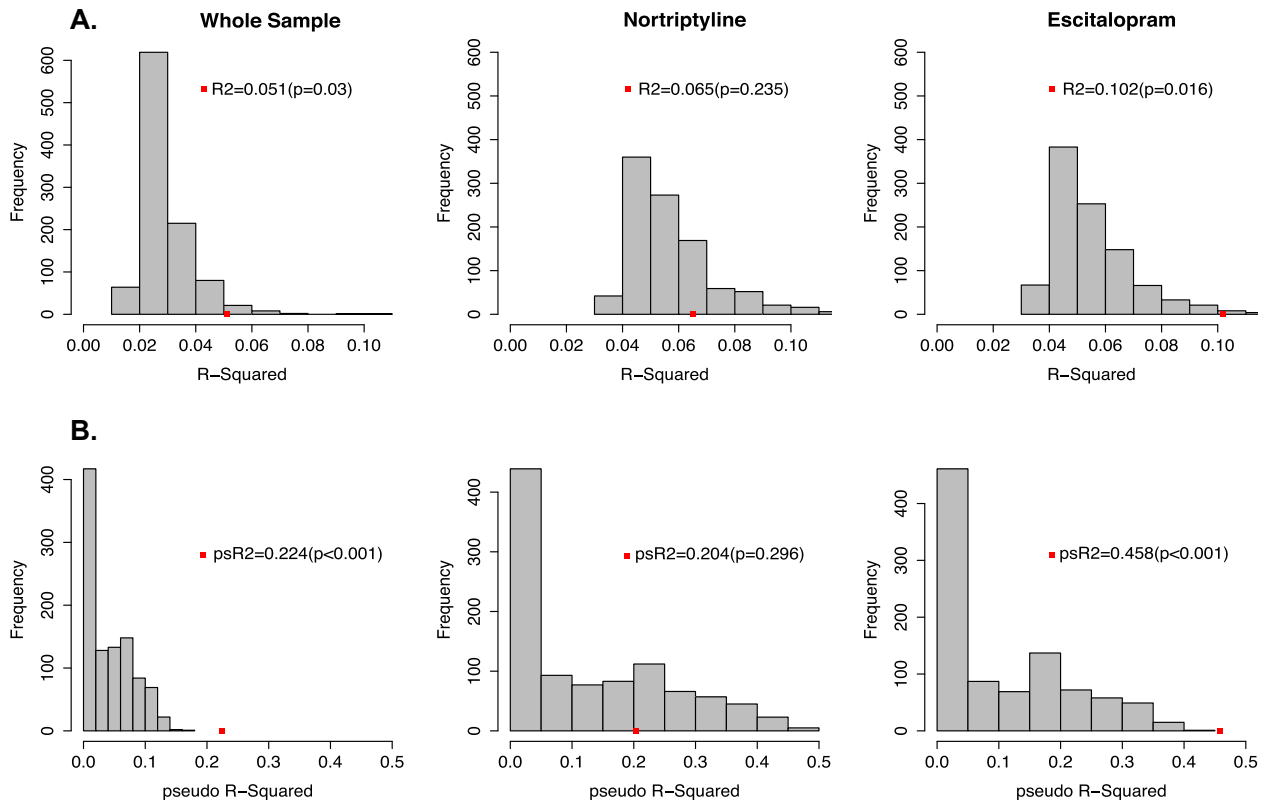 A.
Whole Sample
Nortriptyline
Escitalopram
Frequency
0 100 200 300 400 500 600
R2=0.051(p=0.03)
0.00 0.02 0.04 0.06 0.08 0.10
R−Squared
Frequency
0 100 200 300 400 500 600
R2=0.065(p=0.235)
0.00 0.02 0.04 0.06 0.08 0.10
R−Squared
Frequency
0 100 200 300 400 500 600
R2=0.102(p=0.016)
0.00 0.02 0.04 0.06 0.08 0.10
R−Squared
B.
Frequency
0 100 200 300 400
psR2=0.224(p<0.001)
0.0 0.1 0.2 0.3 0.4 0.5
pseudo R−Squared
Frequency
0 100 200 300 400
psR2=0.204(p=0.296)
0.0 0.1 0.2 0.3 0.4 0.5
pseudo R−Squared
Frequency
0 100 200 300 400
psR2=0.458(p<0.001)
0.0 0.1 0.2 0.3 0.4 0.5
pseudo R−Squared